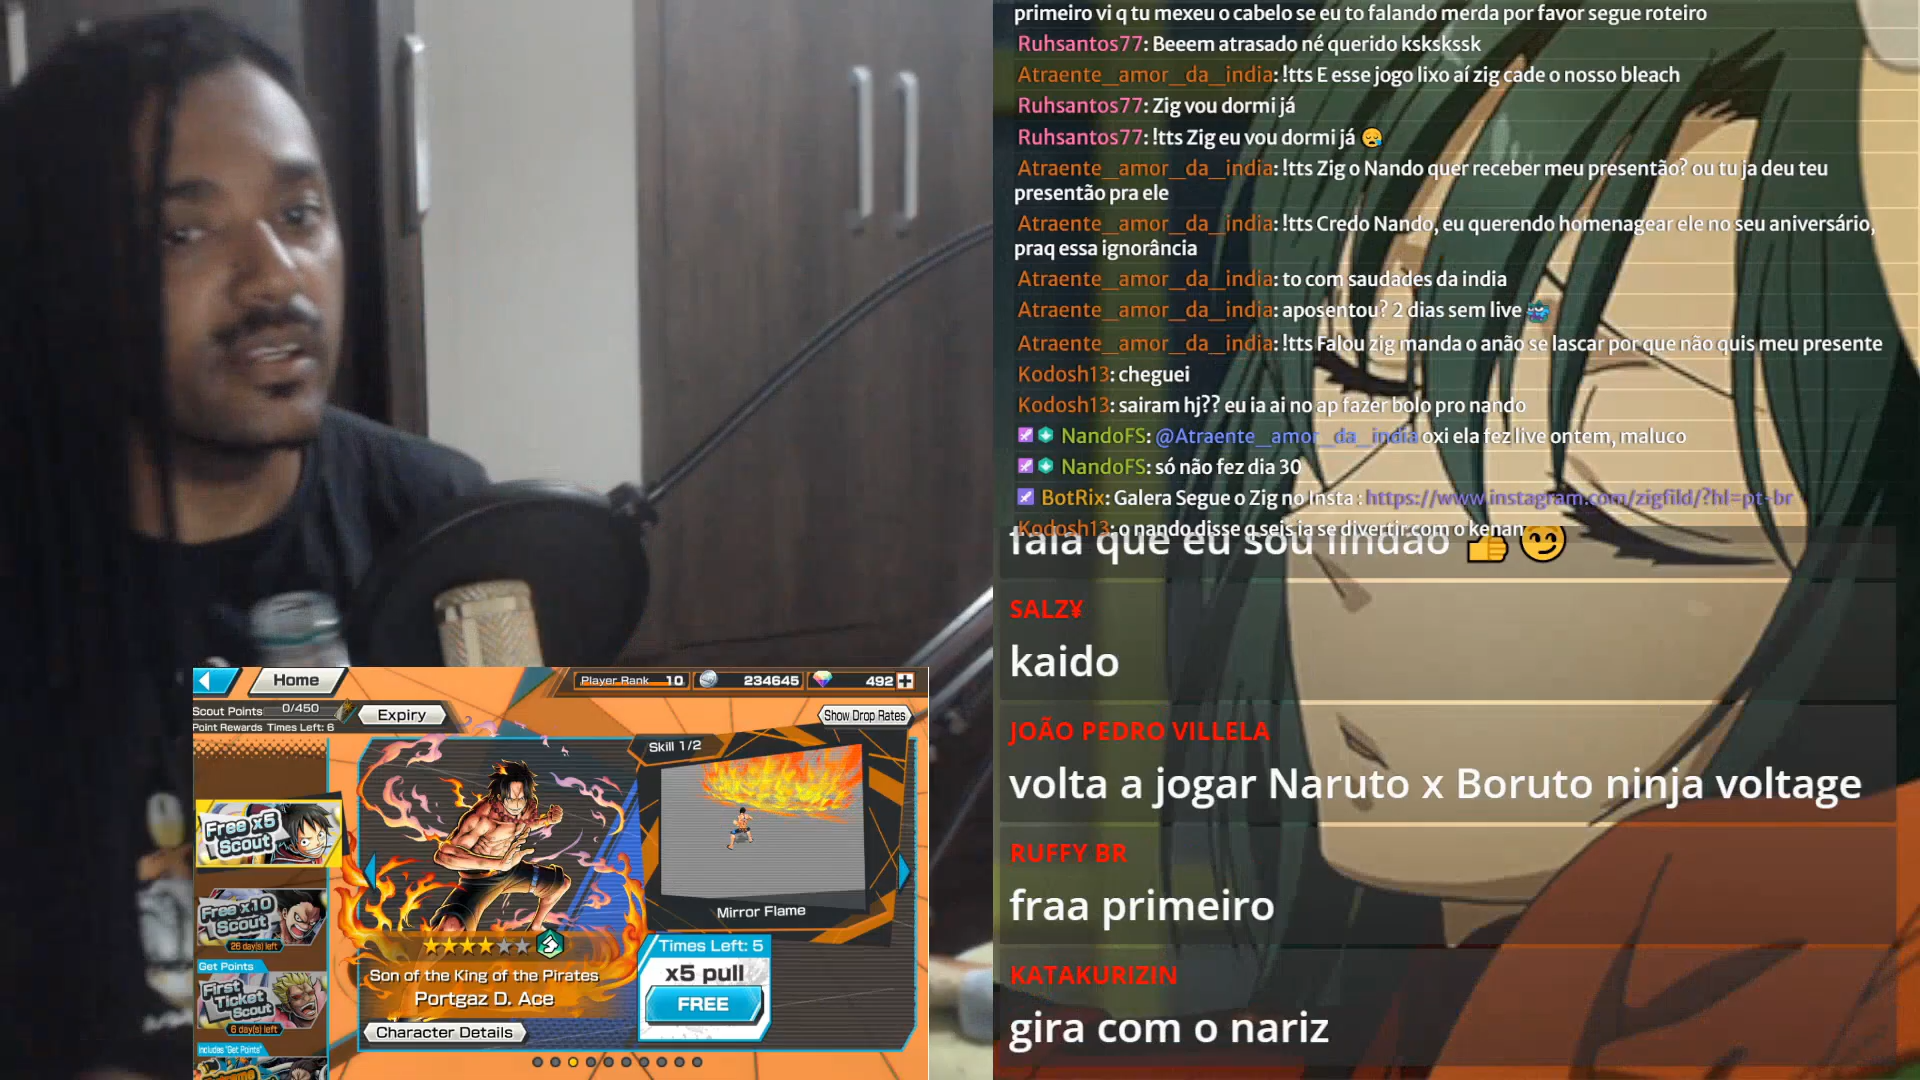 primeiro vi q tu mexeu o cabelo se eu to falando merda por favor segue roteiro
Ruhsantos77: Beeem atrasado né querido ksksksssk
Atraente_amor_da_india: !tts E esse jogo lixo aí zig cade o nosso bleach
Ruhsantos77: Zig vou dormi já
Ruhsantos77: !tts Zig eu vou dormi já 😪
Atraente_amor_da_india: !tts Zig o Nando quer receber meu presentão? ou tu ja deu teu
presentão pra ele
Atraente_amor_da_india: !tts Credo Nando, eu querendo homenagear ele no seu aniversário,
praq essa ignorância
Atraente_amor_da_india: to com saudades da india
Atraente_amor_da_india: aposentou? 2 dias sem live
Atraente_amor_da_india: !tts Falou zig manda o anão se lascar por que não quis meu presente
Kodosh13: cheguei
Kodosh13: sairam hj?? eu ia ai no ap fazer bolo pro nando
NandoFS: @Atraente_amor_da_india oxi ela fez live ontem, maluco
NandoFS: só não fez dia 30
BotRix: Galera Segue o Zig no Insta : https://www.instagram.com/zigfild/?hl=pt-br
Kodosh13: o nando disse q seis ia se divertir com o kenan
fala que eu sou lindão 👍 😏
SALZ¥
kaido
JOÃO PEDRO VILLELA
volta a jogar Naruto x Boruto ninja voltage
RUFFY BR
fraa primeiro
KATAKURIZIN
gira com o nariz
Home
Player Rank 10
234645
492
Scout Points 0/450
Point Rewards Times Left: 6
Expiry
Show Drop Rates
Skill 1/2
Free x5
Scout
Mirror Flame
Free x10
Scout
26 day(s) left
Times Left: 5
x5 pull
FREE
Son of the King of the Pirates
Portgaz D. Ace
Character Details
Get Points
First
Ticket
Scout
6 day(s) left
Includes "Get Points"